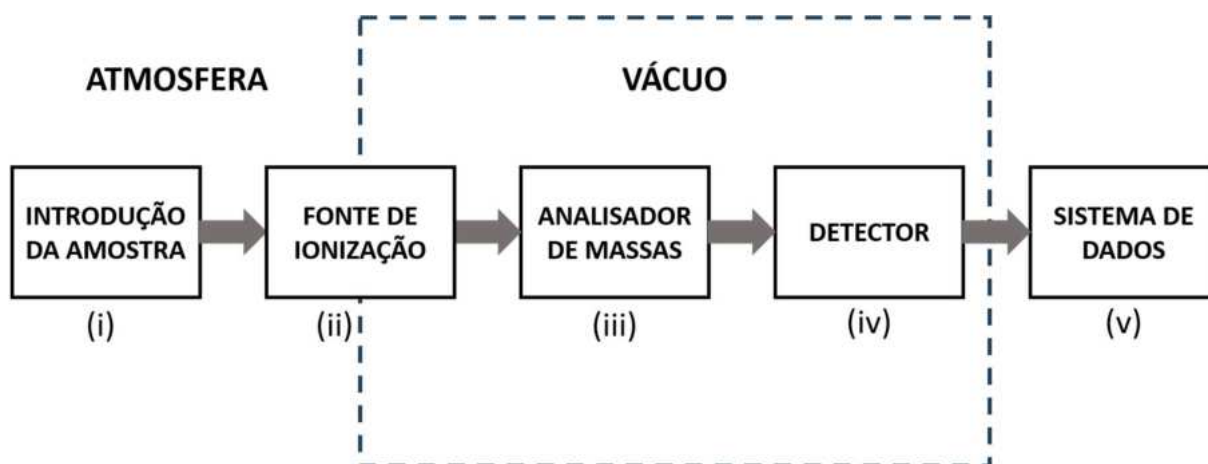 ATMOSFERA
VÁCUO
INTRODUÇÃO
DA AMOSTRA
FONTE DE
IONIZAÇÃO
ANALISADOR
DE MASSAS
DETECTOR
SISTEMA DE
DADOS
(i)
(ii)
(iii)
(iv)
(v)